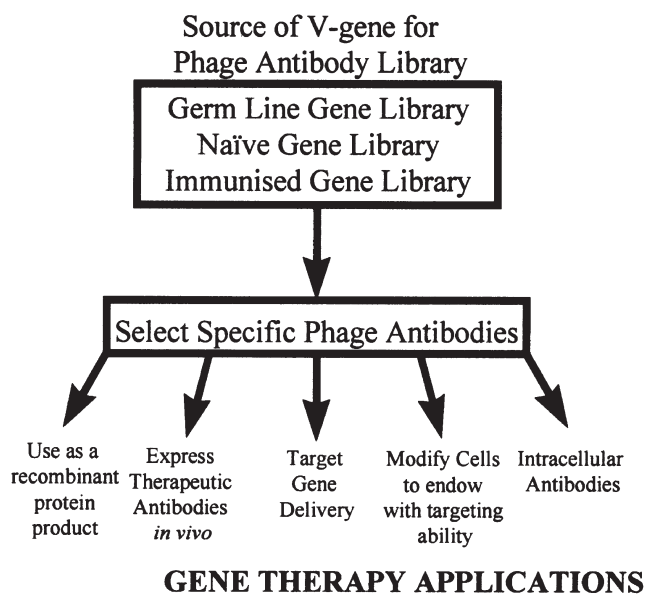 Source of V-gene for
Phage Antibody Library
Germ Line Gene Library
Naïve Gene Library
Immunised Gene Library
Select Specific Phage Antibodies
Use as a
recombinant
protein
product
Express
Therapeutic
Antibodies
in vivo
Target
Gene
Delivery
Modify Cells
to endow
with targeting
ability
Intracellular
Antibodies
GENE THERAPY APPLICATIONS